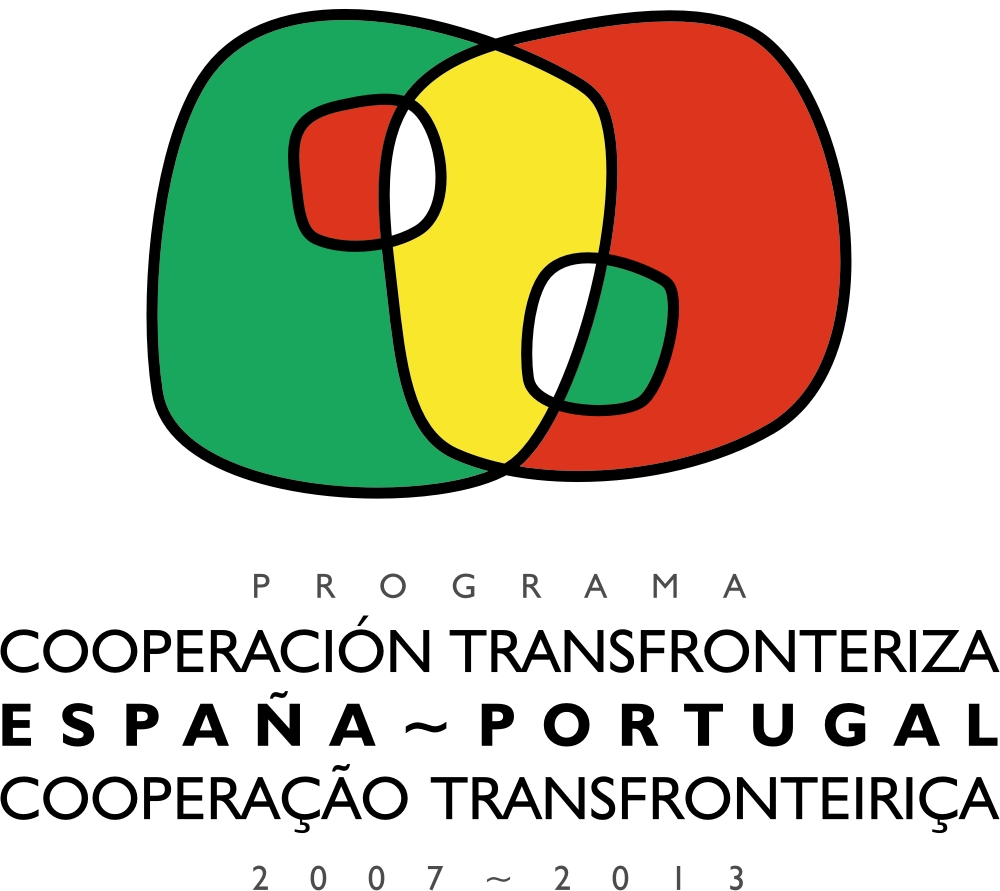 PROGRAMA
COOPERACIÓN TRANSFRONTERIZA
ESPAÑA~PORTUGAL
COOPERAÇÃO TRANSFRONTEIRIÇA
2007~2013